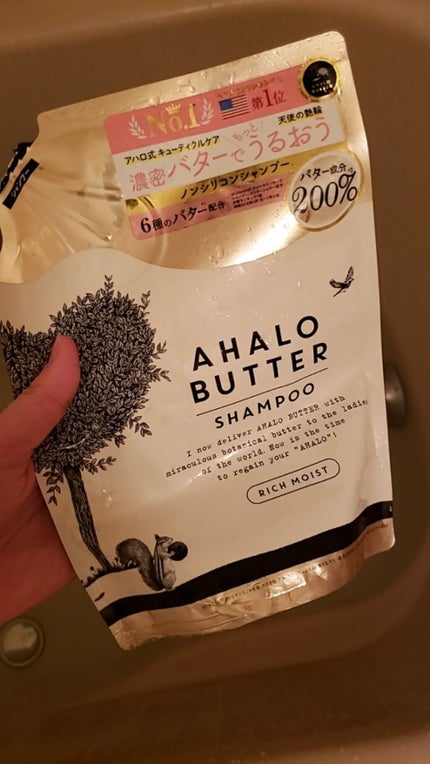 No.1
第1位
天使の艶輪
アハロ式キューティクルケア
もっと
濃密バターでうるおう
ノンシリコンシャンプー
6種のバター配合
バター成分
200%
AHALO
BUTTER
SHAMPOO
I now deliver AHALO BUTTER with
miraculous botanical butter to the ladies
of the world. Now is the time
to regain your "AHALO"!
RICH MOIST